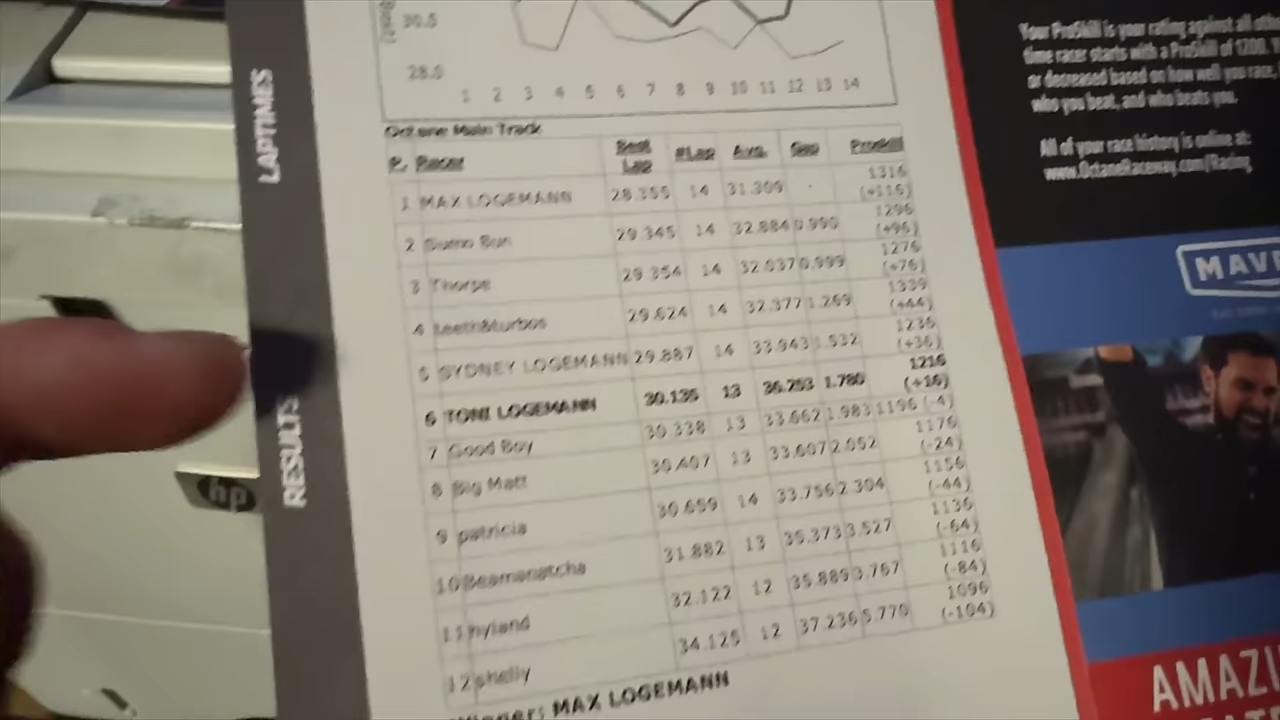 30.5
28.0
1 2 3 4 5 6 7 8 9 10 11 12 13 14
Octane Main Track
P. Racer Best Lap #Lap Avg. Gap ProSkill
1 MAX LOGEMANN 28.355 14 31.309 - 1316 (+116)
2 Sumo Bun 29.345 14 32.884 0.990 1296 (+96)
3 Thorpe 29.354 14 32.037 0.999 1276 (+76)
4 teeth&turbos 29.624 14 32.377 1.269 1339 (+44)
5 SYDNEY LOGEMANN 29.887 14 33.943 1.532 1236 (+36)
6 TONI LOGEMANN 30.135 13 36.253 1.780 1216 (+16)
7 Good Boy 30.338 13 33.662 1.983 1196 (-4)
8 Big Matt 30.407 13 33.607 2.052 1176 (-24)
9 patricia 30.659 14 33.756 2.304 1156 (-44)
10 Beamanatcha 31.882 13 35.373 3.527 1136 (-64)
11 hyland 32.122 12 35.889 3.767 1116 (-84)
12 shelly 34.125 12 37.236 5.770 1096 (-104)
Winner: MAX LOGEMANN
LAPTIMES
RESULTS
hp
Your ProSkill is your rating against all
time racer starts with a ProSkill of 1200.
or decreased based on how well you race,
who you beat, and who beats you.
All of your race history is online at:
www.OctaneRaceway.com/Racing
MAV
AMAZ